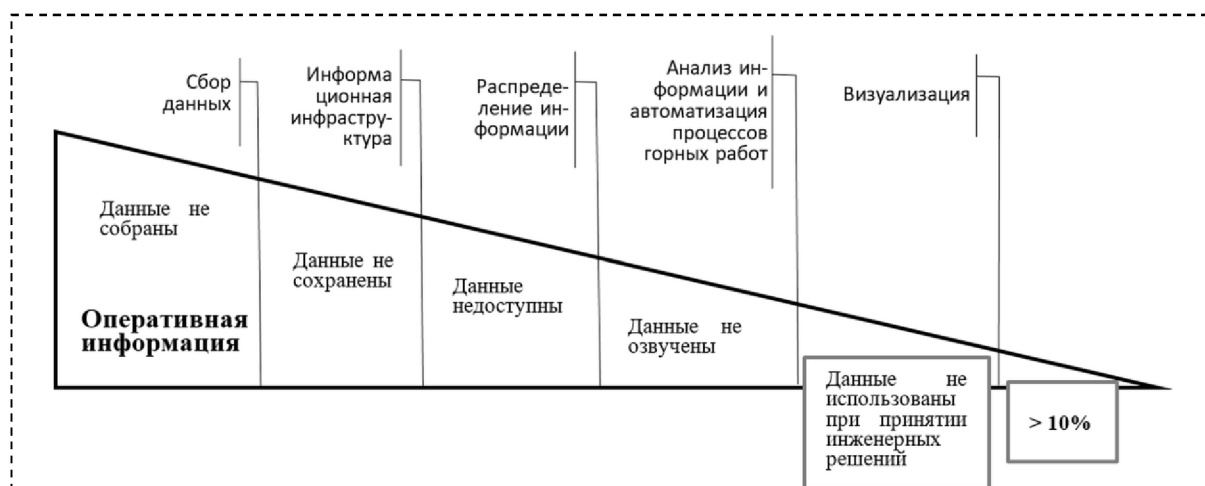 Сбор
данных
Информа
ционная
инфрастру-
ктура
Распреде-
ление ин-
формации
Анализ ин-
формации и
автоматизация
процессов
горных работ
Визуализация
Данные не
собраны
Оперативная
информация
Данные не
сохранены
Данные
недоступны
Данные не
озвучены
Данные не
использованы
при принятии
инженерных
решений
> 10%